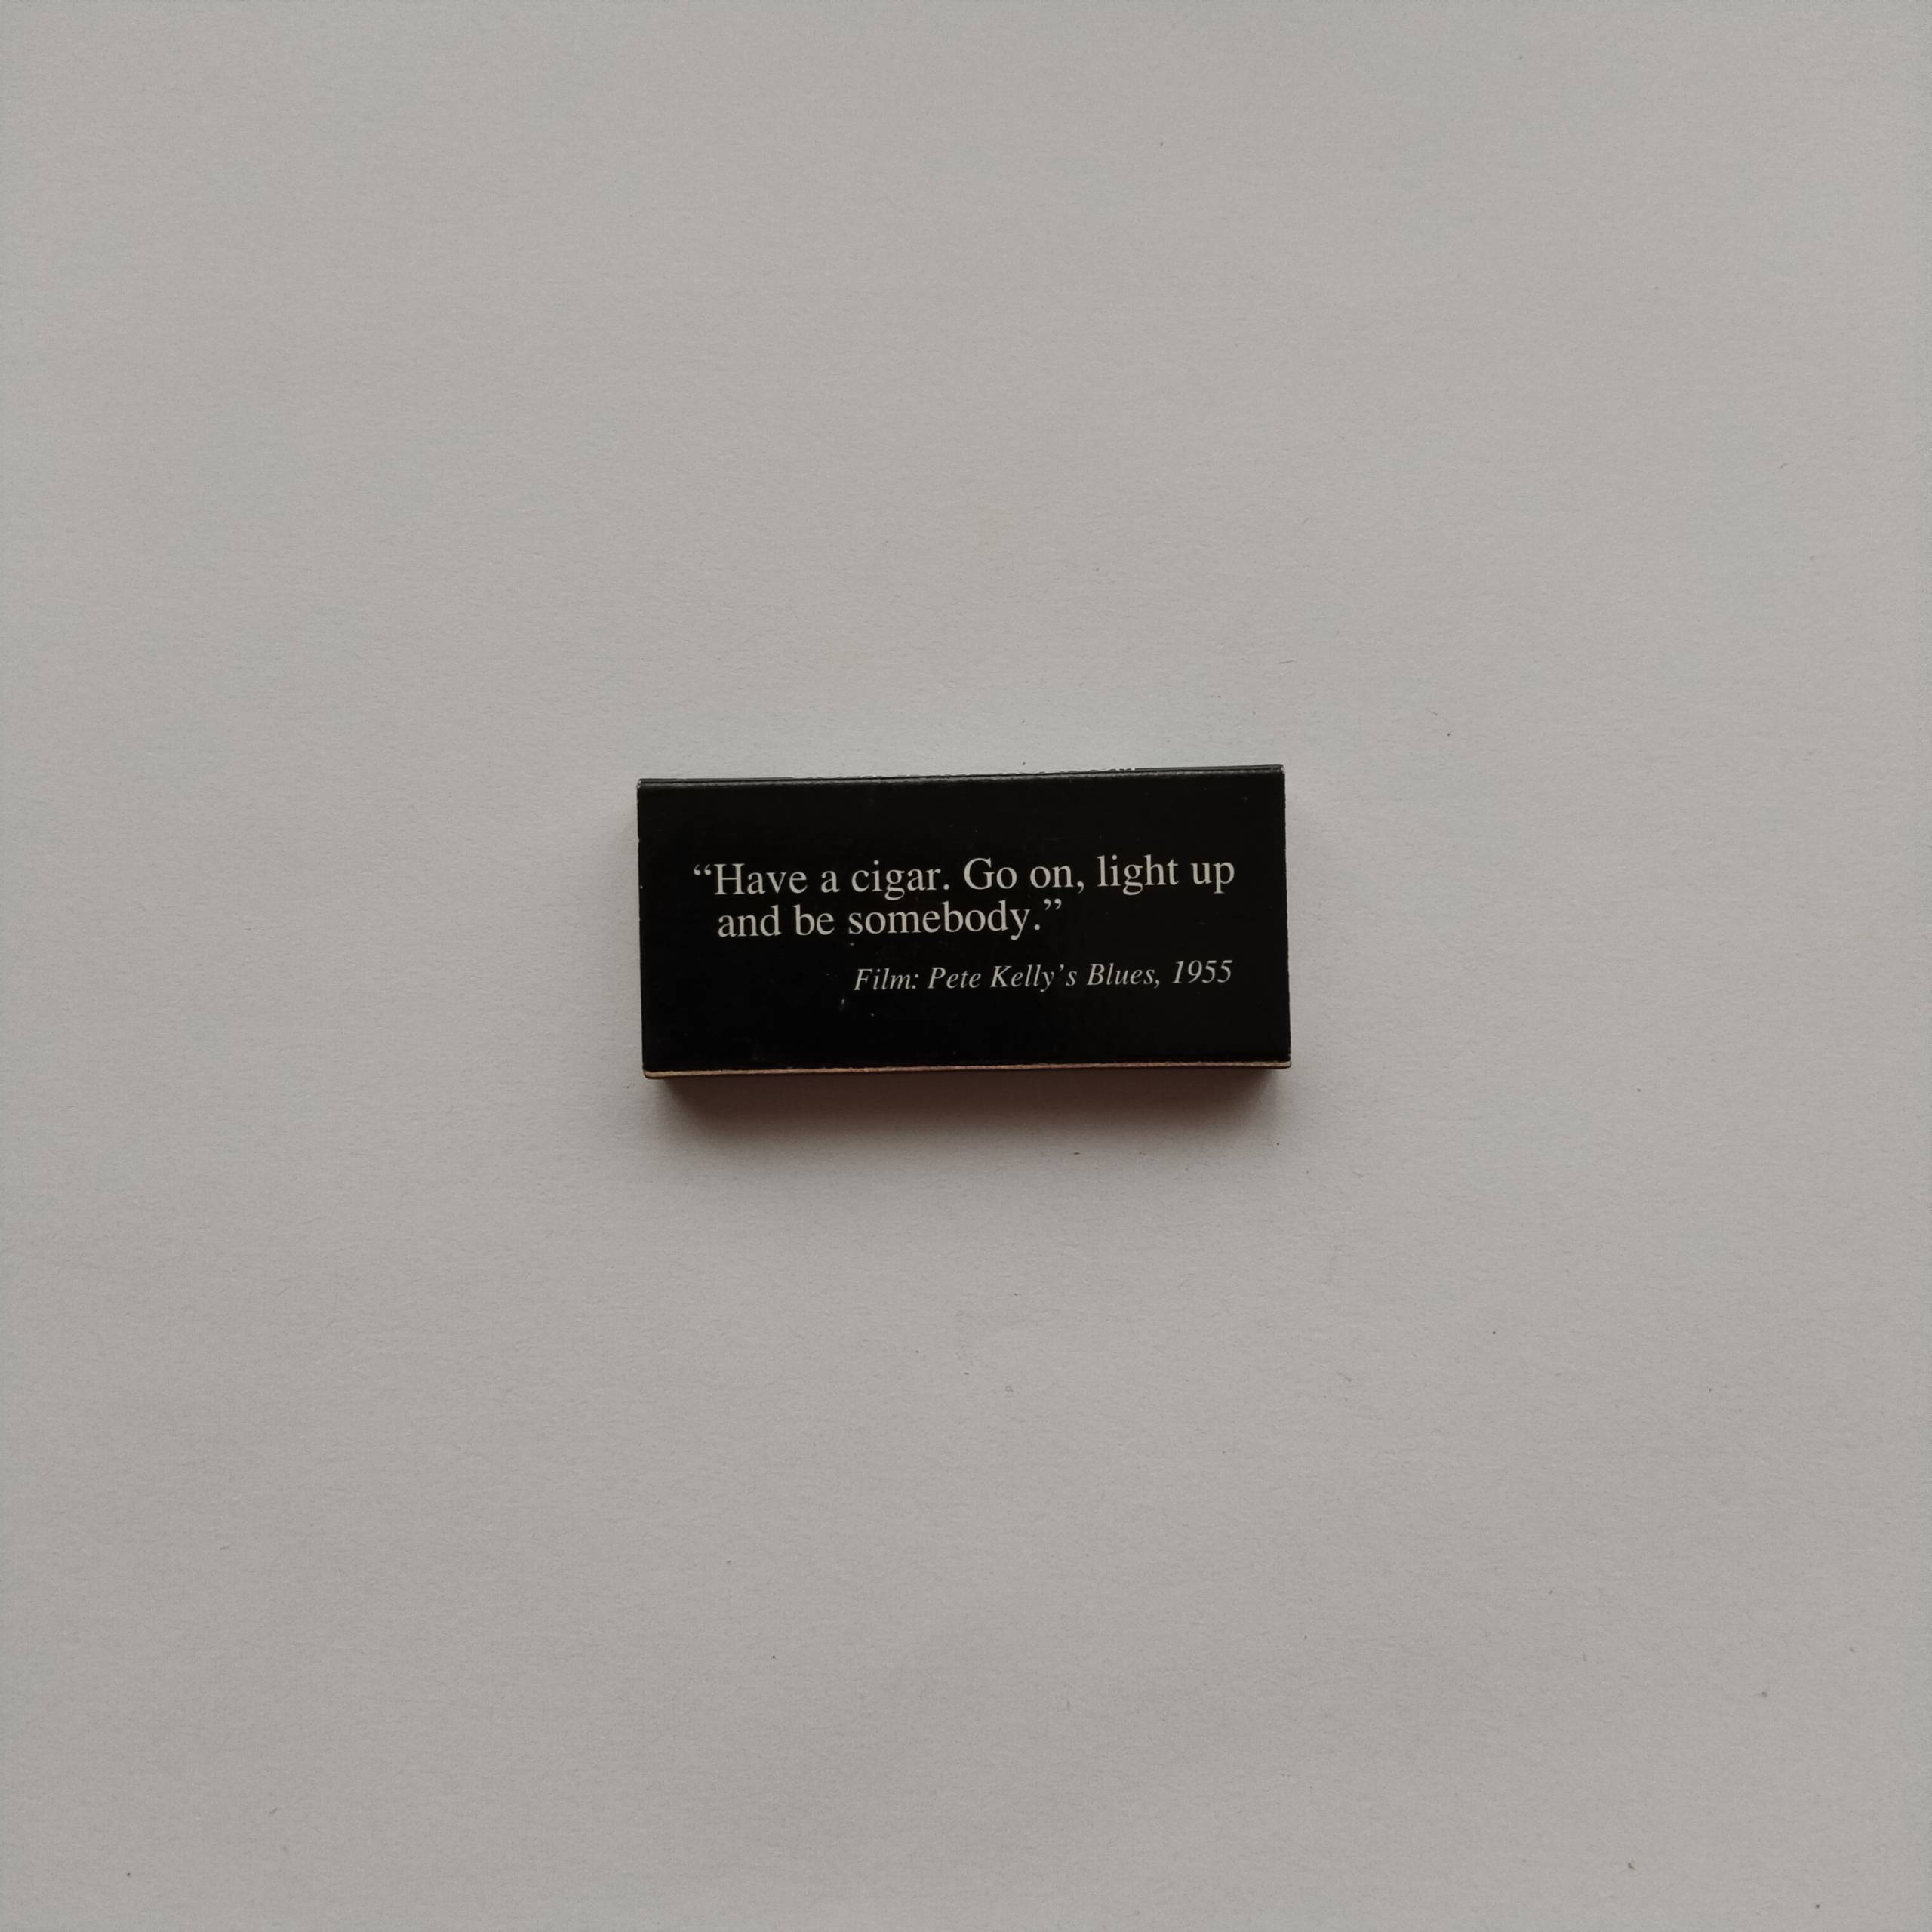 “Have a cigar. Go on, light up
and be somebody.”
Film: Pete Kelly’s Blues, 1955